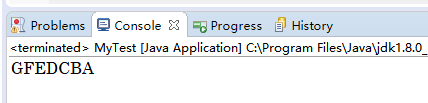 Problems Console Progress History
<terminated> MyTest [Java Application] C:\Program Files\Java\jdk1.8.0_
GFEDCBA